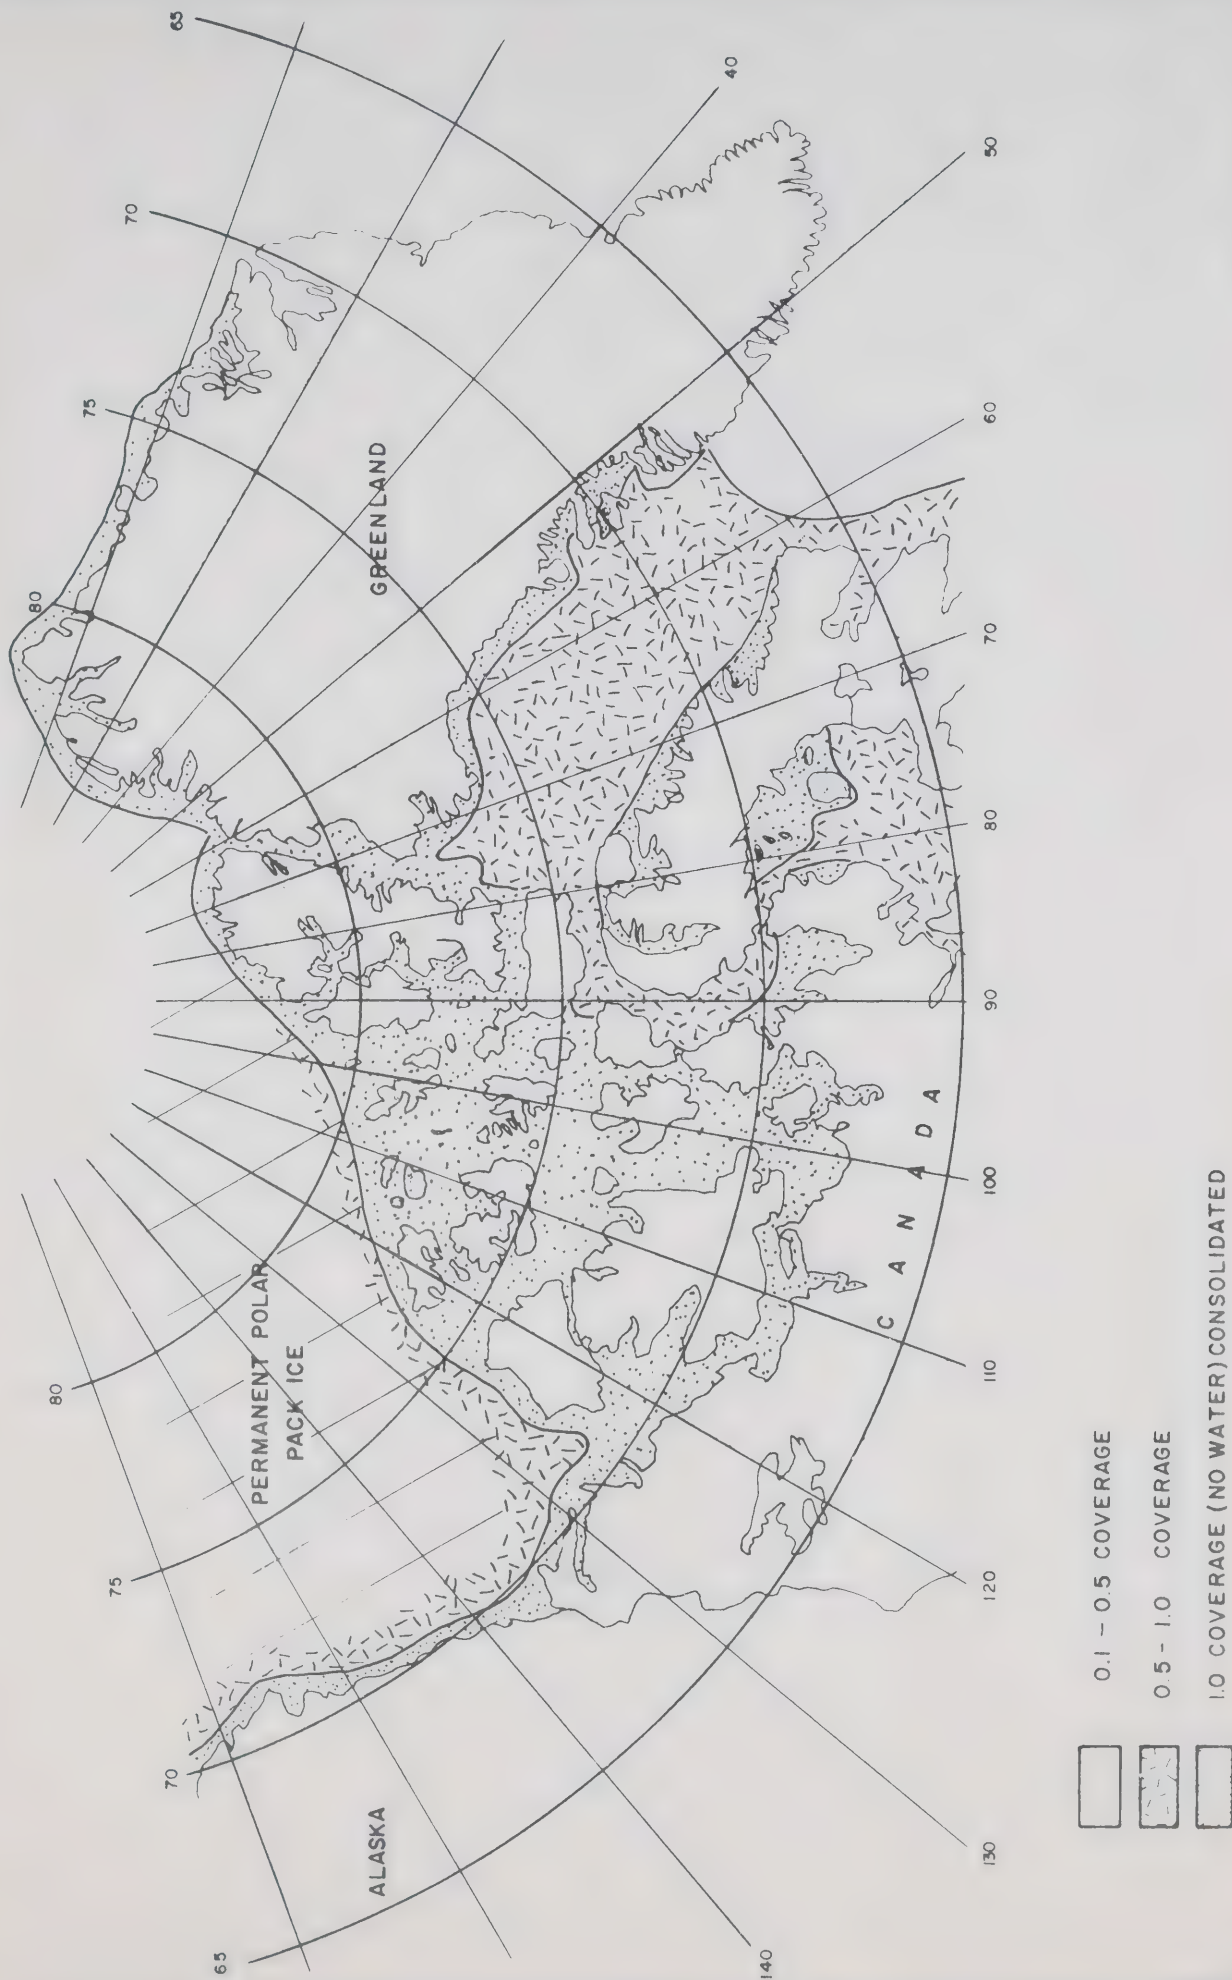 65
70
75
80
40
50
60
70
80
90
100
110
120
130
140
80
75
70
65
GREENLAND
PERMANENT POLAR
PACK ICE
ALASKA
CANADA
0.1 - 0.5 COVERAGE
0.5 - 1.0 COVERAGE
1.0 COVERAGE (NO WATER) CONSOLIDATED